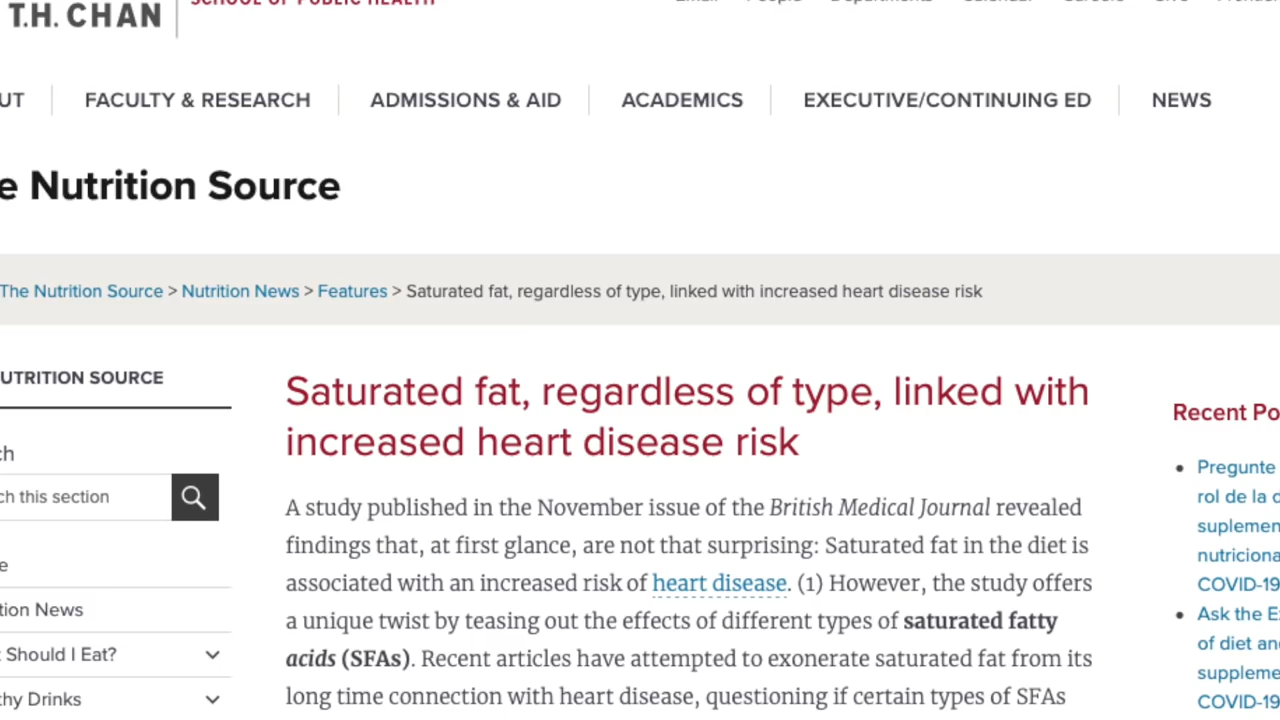 T.H. CHAN
SCHOOL OF PUBLIC HEALTH
Email People Departments Calendar Careers Give
UT FACULTY & RESEARCH ADMISSIONS & AID ACADEMICS EXECUTIVE/CONTINUING ED NEWS
e Nutrition Source
The Nutrition Source > Nutrition News > Features > Saturated fat, regardless of type, linked with increased heart disease risk
UTRITION SOURCE
ch
ch this section
e
tion News
t Should I Eat?
thy Drinks
Saturated fat, regardless of type, linked with
increased heart disease risk
A study published in the November issue of the British Medical Journal revealed
findings that, at first glance, are not that surprising: Saturated fat in the diet is
associated with an increased risk of heart disease. (1) However, the study offers
a unique twist by teasing out the effects of different types of saturated fatty
acids (SFAs). Recent articles have attempted to exonerate saturated fat from its
long time connection with heart disease, questioning if certain types of SFAs
Recent Po
Pregunte
rol de la d
suplemen
nutriciona
COVID-19
Ask the E
of diet an
suppleme
COVID-19